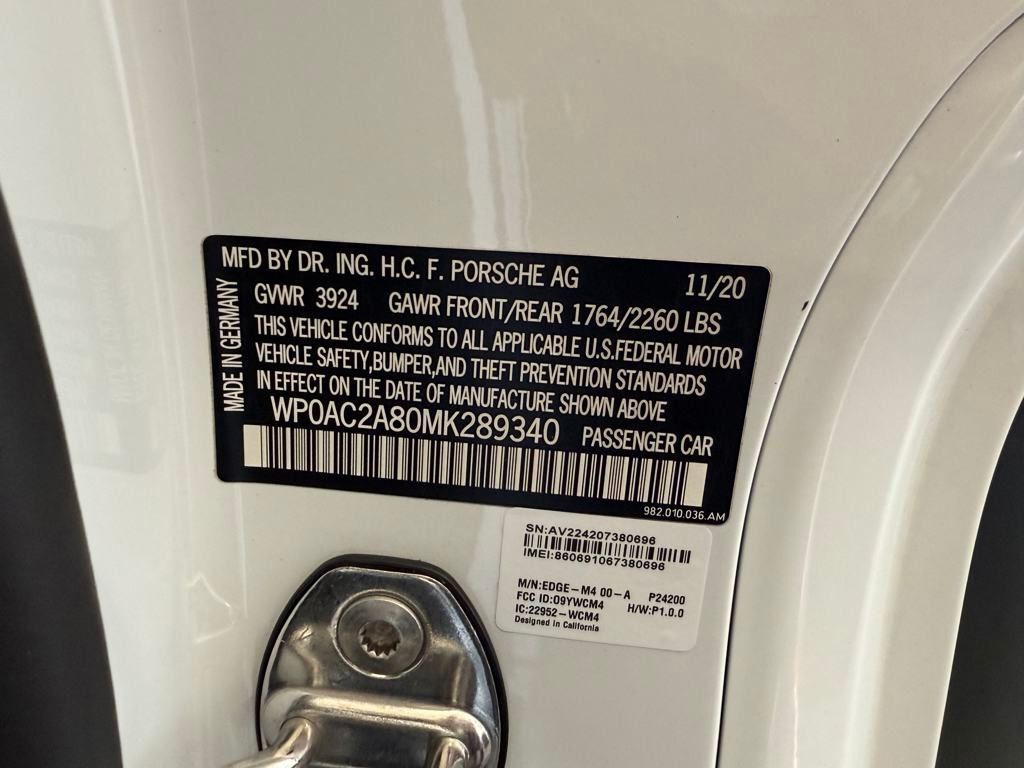 MFD BY DR. ING. H.C. F. PORSCHE AG 11/20
GVWR 3924 GAWR FRONT/REAR 1764/2260 LBS
THIS VEHICLE CONFORMS TO ALL APPLICABLE U.S.FEDERAL MOTOR
VEHICLE SAFETY,BUMPER,AND THEFT PREVENTION STANDARDS
IN EFFECT ON THE DATE OF MANUFACTURE SHOWN ABOVE
WP0AC2A80MK289340 PASSENGER CAR
MADE IN GERMANY
982.010.036.AM
SN:AV224207380696
IMEI:860691067380696
M/N:EDGE-M4 00-A P24200
FCC ID:O9YWCM4 H/W:P1.0.0
IC:22952-WCM4
Designed in California